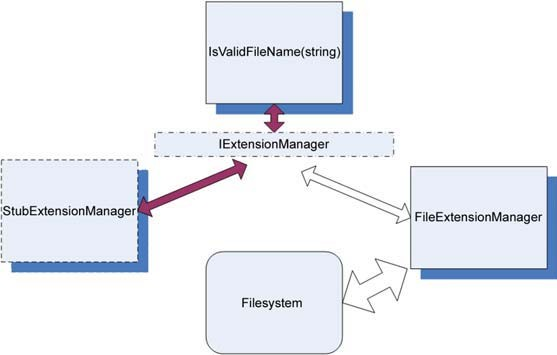 IsValidFileName(string)
IExtensionManager
StubExtensionManager
FileExtensionManager
Filesystem